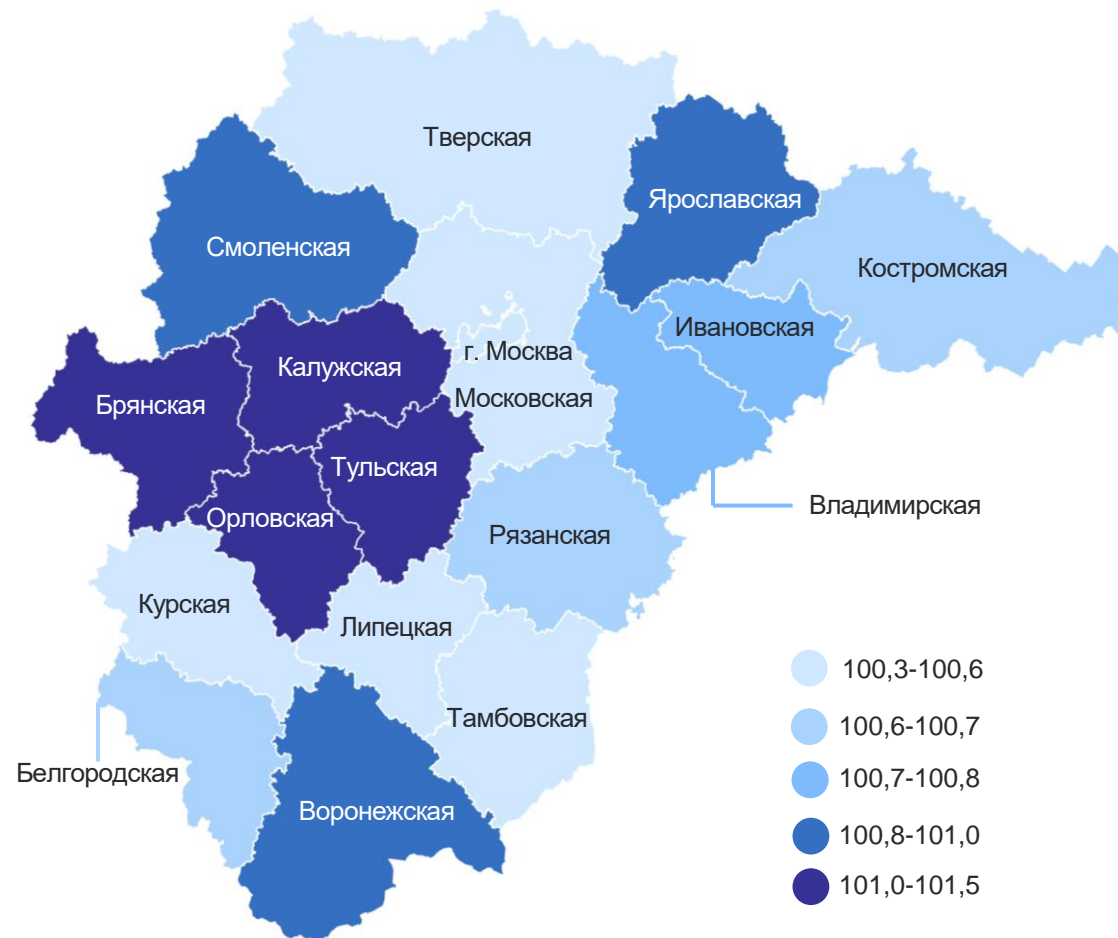 Тверская
Ярославская
Смоленская
Костромская
Ивановская
г. Москва
Калужская
Московская
Брянская
Тульская
Владимирская
Орловская
Рязанская
Курская
Липецкая
Тамбовская
Белгородская
Воронежская
100,3-100,6
100,6-100,7
100,7-100,8
100,8-101,0
101,0-101,5